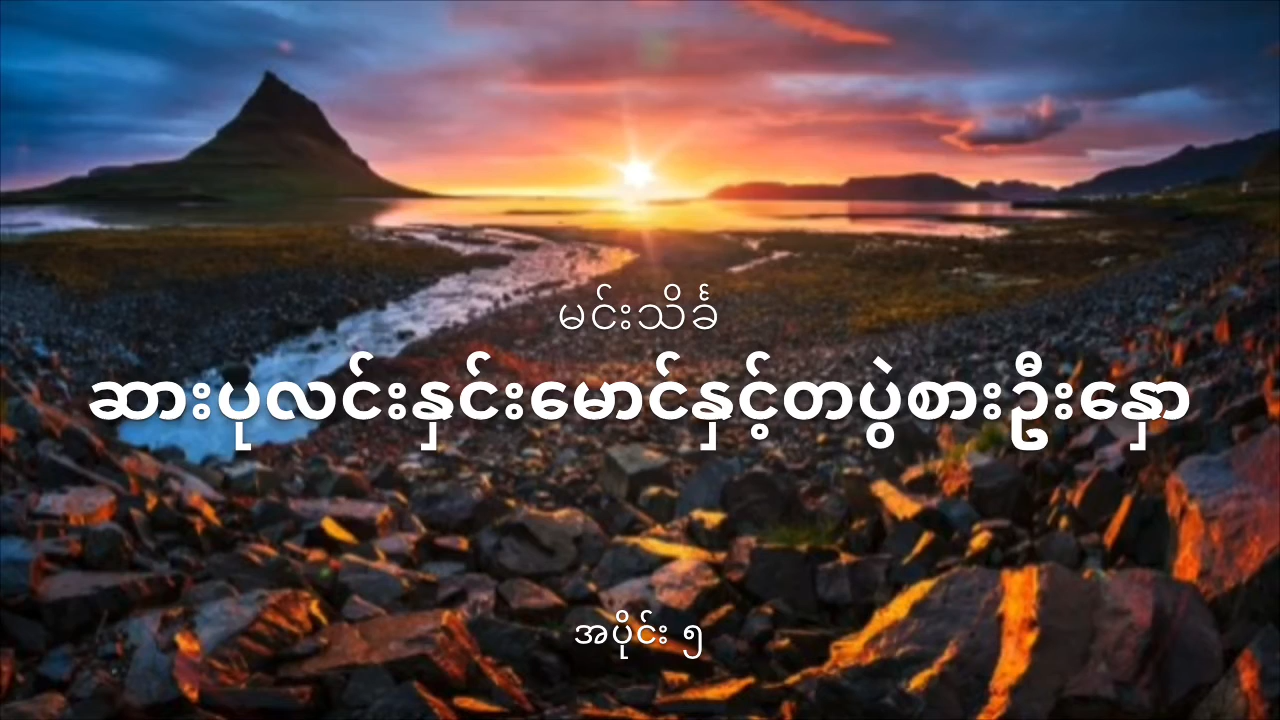 မင်းသိင်္ခ
ဆားပုလင်းနှင်းမောင်နှင့်တပွဲစားဦးနှော
အပိုင်း ၅